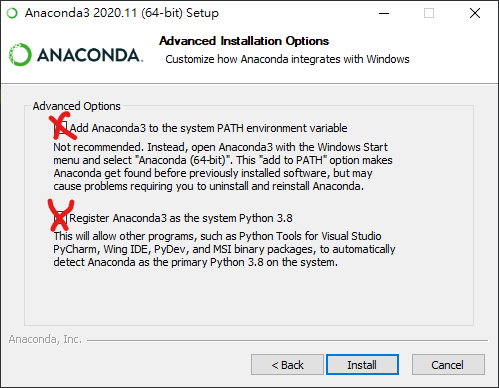 Anaconda3 2020.11 (64-bit) Setup
ANACONDA.
Advanced Installation Options
Customize how Anaconda integrates with Windows
Advanced Options
Add Anaconda3 to the system PATH environment variable
Not recommended. Instead, open Anaconda3 with the Windows Start
menu and select "Anaconda (64-bit)". This "add to PATH" option makes
Anaconda get found before previously installed software, but may
cause problems requiring you to uninstall and reinstall Anaconda.
Register Anaconda3 as the system Python 3.8
This will allow other programs, such as Python Tools for Visual Studio
PyCharm, Wing IDE, PyDev, and MSI binary packages, to automatically
detect Anaconda as the primary Python 3.8 on the system.
Anaconda, Inc.
< Back Install Cancel